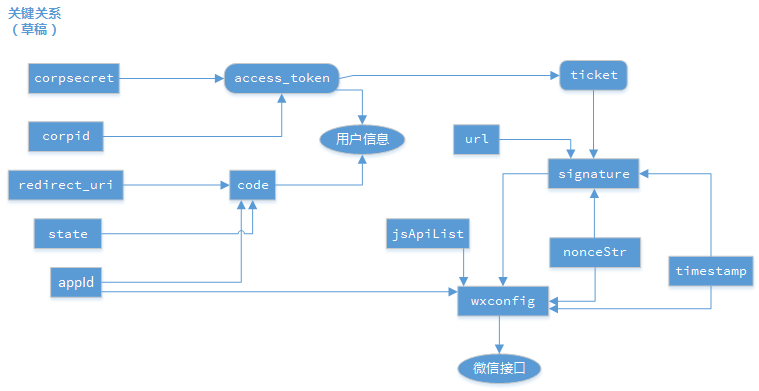 关键关系
（草稿）
corpsecret
access_token
ticket
corpid
用户信息
url
redirect_uri
code
signature
state
jsApiList
nonceStr
appId
timestamp
wxconfig
微信接口